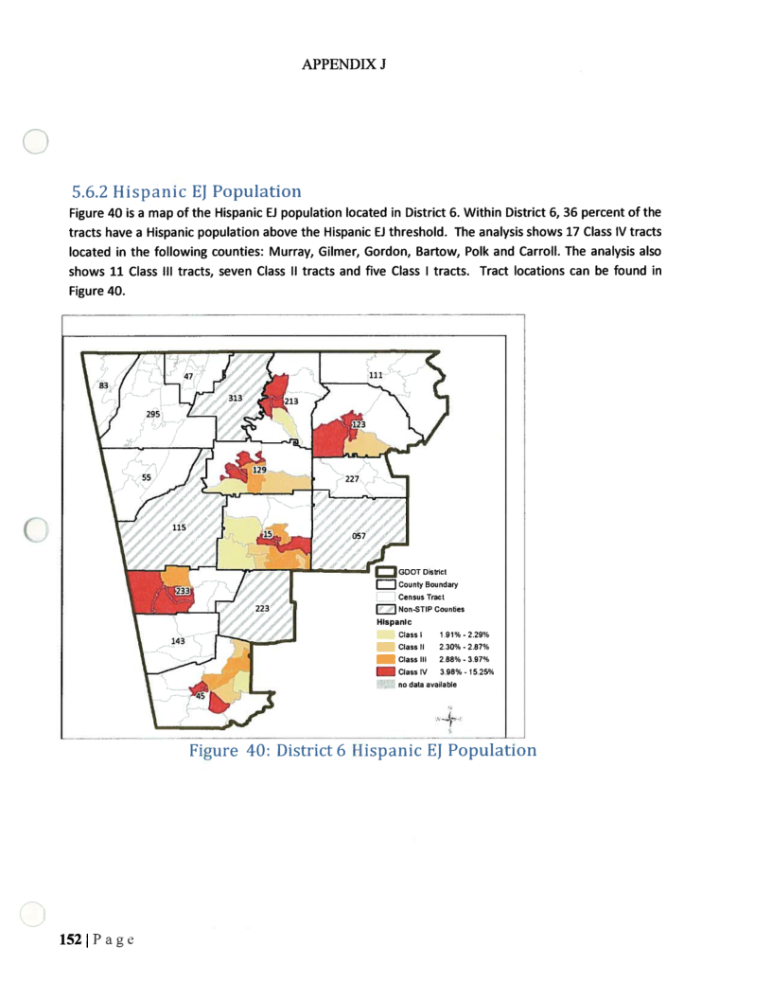 APPENDIX J
5.6.2 Hispanic EJ Population
Figure 40 is a map of the Hispanic EJ population located in District 6. Within District 6, 36 percent of the
tracts have a Hispanic population above the Hispanic EJ threshold. The analysis shows 17 Class IV tracts
located in the following counties: Murray, Gilmer, Gordon, Bartow, Polk and Carroll. The analysis also
shows 11 Class III tracts, seven Class II tracts and five Class I tracts. Tract locations can be found in
Figure 40.
83
47
111
313
213
295
123
55
129
227
115
15
057
233
223
143
45
GDOT District
County Boundary
Census Tract
Non-STIP Counties
Hispanic
Class I 1.91% - 2.29%
Class II 2.30% - 2.87%
Class III 2.88% - 3.97%
Class IV 3.98% - 15.25%
no data available
N
W E
S
Figure 40: District 6 Hispanic EJ Population
152 | P a g e